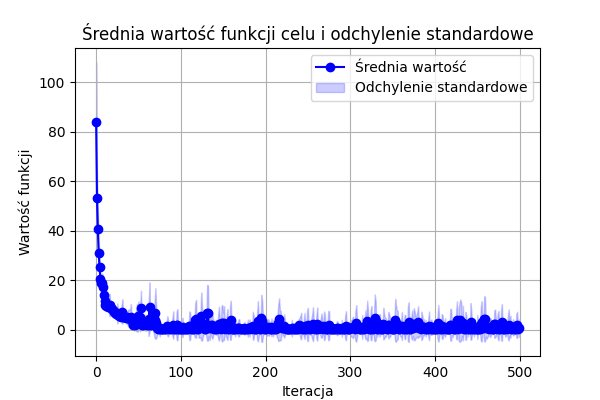 Średnia wartość funkcji celu i odchylenie standardowe
Średnia wartość
Odchylenie standardowe
Wartość funkcji
100
80
60
40
20
0
0 100 200 300 400 500
Iteracja